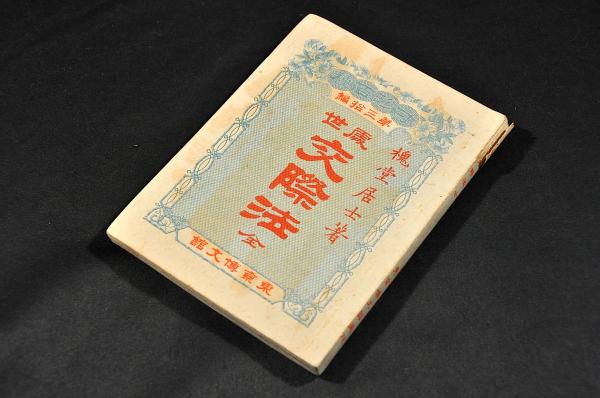 第三拾編
槐堂居士著
処世
交際法
全
東京博文館